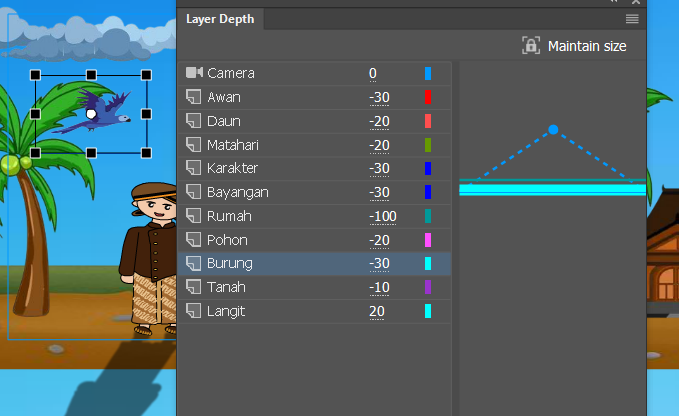 Layer Depth
Maintain size
Camera 0
Awan -30
Daun -20
Matahari -20
Karakter -30
Bayangan -30
Rumah -100
Pohon -20
Burung -30
Tanah -10
Langit 20